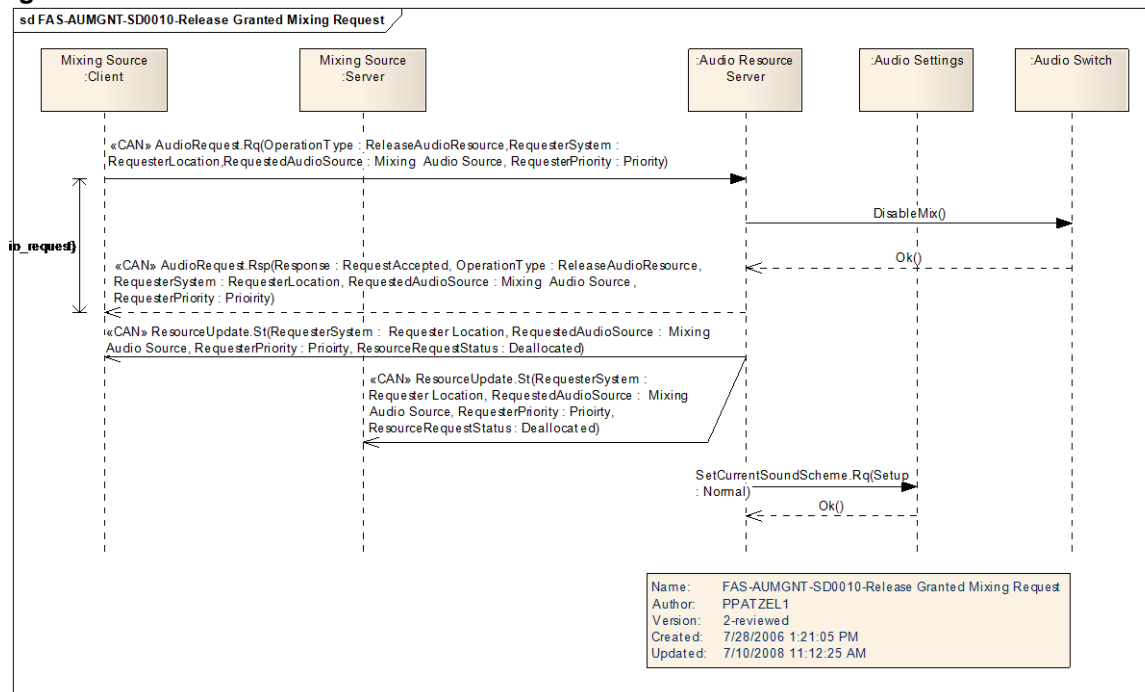 sd FAS-AUMGNT-SD0010-Release Granted Mixing Request
Mixing Source
:Client
Mixing Source
:Server
:Audio Resource
Server
:Audio Settings
:Audio Switch
«CAN» AudioRequest.Rq(OperationType : ReleaseAudioResource,RequesterSystem :
RequesterLocation,RequestedAudioSource : Mixing Audio Source, RequesterPriority : Priority)
DisableMix()
io_request}
Ok()
«CAN» AudioRequest.Rsp(Response : RequestAccepted, OperationType : ReleaseAudioResource,
RequesterSystem : RequesterLocation, RequestedAudioSource : Mixing Audio Source ,
RequesterPriority : Prioirity)
«CAN» ResourceUpdate.St(RequesterSystem : Requester Location, RequestedAudioSource : Mixing
Audio Source, RequesterPriority : Prioirty, ResourceRequestStatus : Deallocated)
«CAN» ResourceUpdate.St(RequesterSystem :
Requester Location, RequestedAudioSource : Mixing
Audio Source, RequesterPriority : Prioirty,
ResourceRequestStatus : Deallocated)
SetCurrentSoundScheme.Rq(Setup
: Normal)
Ok()
Name: FAS-AUMGNT-SD0010-Release Granted Mixing Request
Author: PPATZEL1
Version: 2-reviewed
Created: 7/28/2006 1:21:05 PM
Updated: 7/10/2008 11:12:25 AM